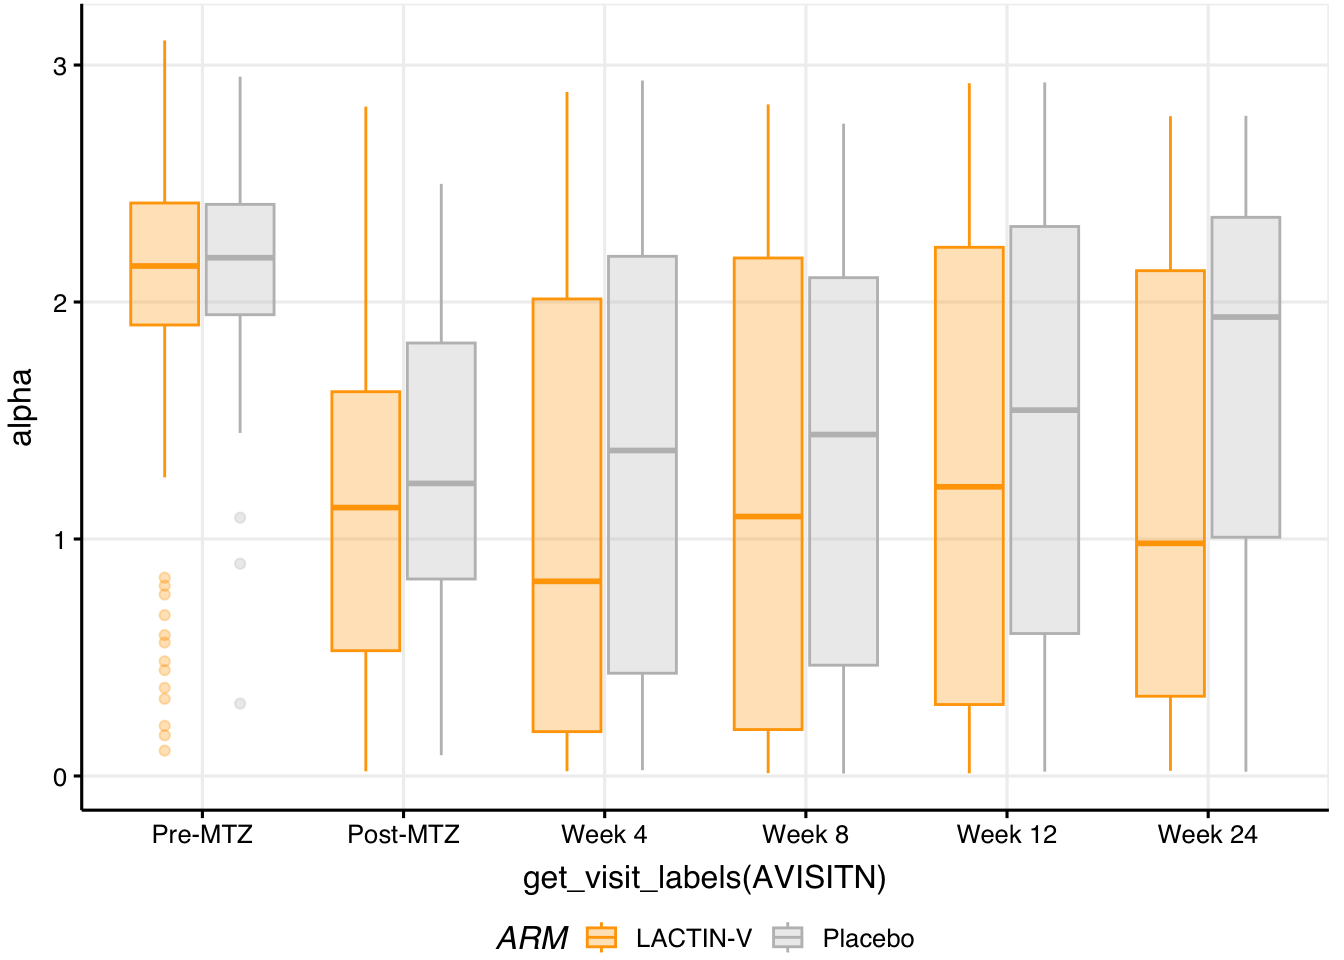 alpha
3
2
1
0
Pre-MTZ Post-MTZ Week 4 Week 8 Week 12 Week 24
get_visit_labels(AVISITN)
ARM LACTIN-V Placebo